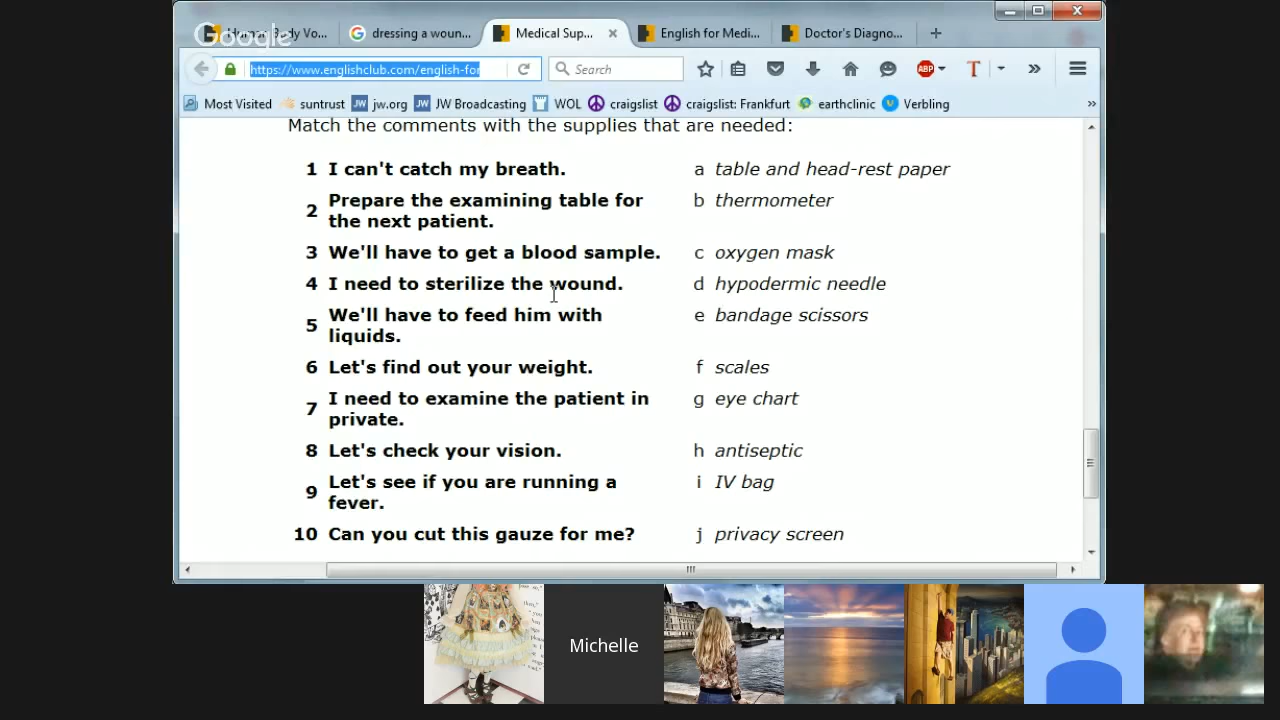 Google
Human Body Vo...
dressing a woun...
Medical Sup...
English for Medi...
Doctor's Diagno...
https://www.englishclub.com/english-for
Search
ABP
T
Most Visited
suntrust
JW jw.org
JW JW Broadcasting
WOL
craigslist
craigslist: Frankfurt
earthclinic
V Verbling
Match the comments with the supplies that are needed:
1 I can't catch my breath. a table and head-rest paper
2 Prepare the examining table for the next patient. b thermometer
3 We'll have to get a blood sample. c oxygen mask
4 I need to sterilize the wound. d hypodermic needle
5 We'll have to feed him with liquids. e bandage scissors
6 Let's find out your weight. f scales
7 I need to examine the patient in private. g eye chart
8 Let's check your vision. h antiseptic
9 Let's see if you are running a fever. i IV bag
10 Can you cut this gauze for me? j privacy screen
Michelle